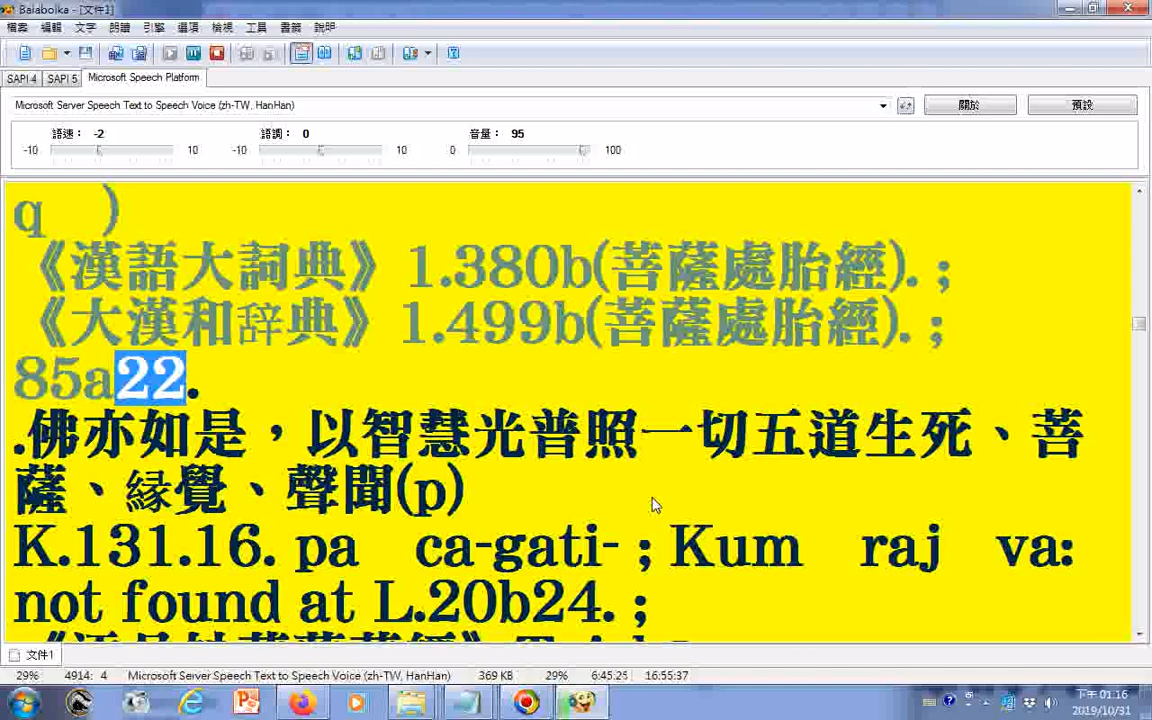 Balabolka - [文件1]
檔案 編輯 文字 朗讀 引擎 選項 檢視 工具 書籤 說明
SAPI 4 SAPI 5 Microsoft Speech Platform
Microsoft Server Speech Text to Speech Voice (zh-TW, HanHan) 關於 預設
語速： -2 語調： 0 音量： 95
-10 10 -10 10 0 100
q )
《漢語大詞典》 1.380b(菩薩處胎經). ;
《大漢和辞典》 1.499b(菩薩處胎經). ;
85a22.
.佛亦如是，以智慧光普照一切五道生死、菩
薩、縁覺、聲聞(p)
K.131.16. pa ca-gati- ; Kum raj va:
not found at L.20b24. ;
文件1
29% 4914: 4 Microsoft Server Speech Text to Speech Voice (zh-TW, HanHan) 369 KB 29% 6:45:25 16:55:37
下午 01:16
2019/10/31